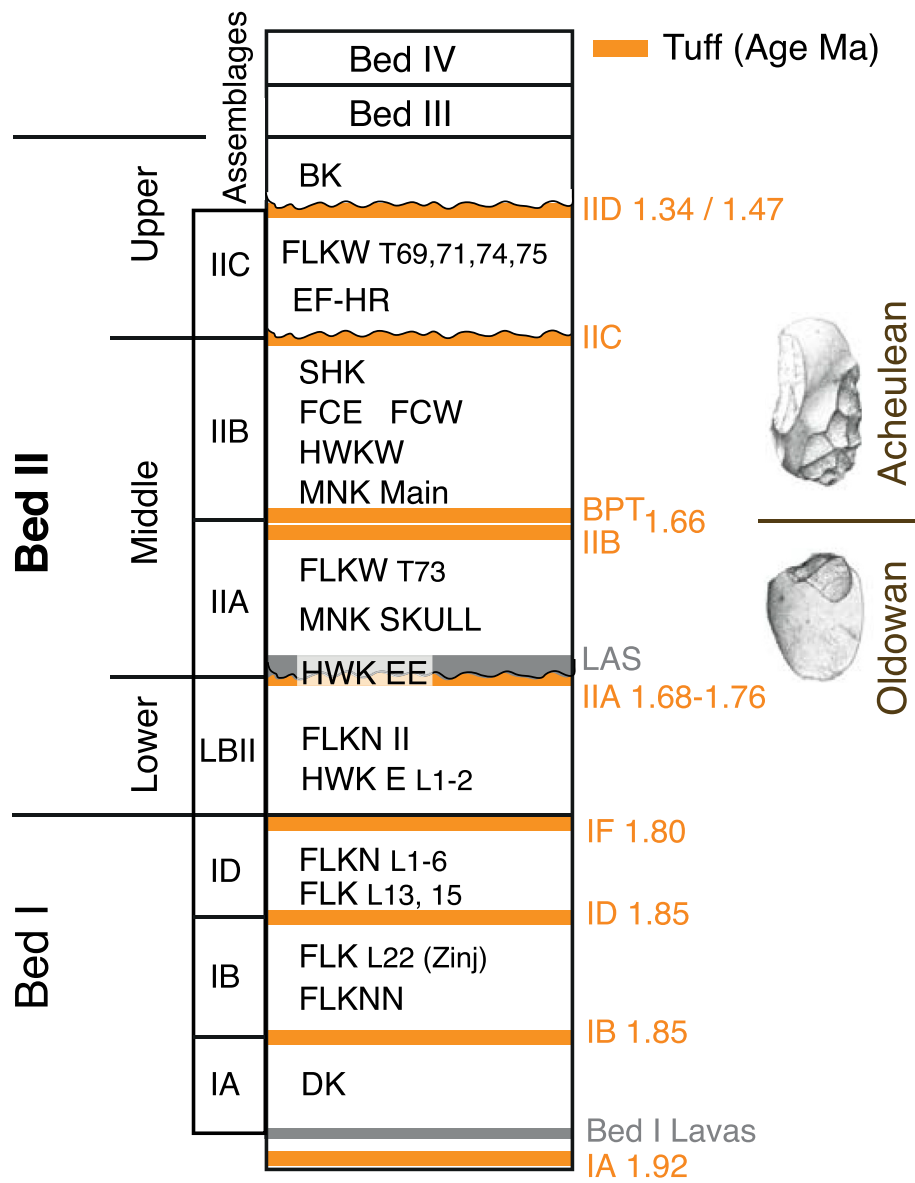 Tuff (Age Ma)
Assemblages
Bed IV
Bed III
Bed II
Upper
BK
IID 1.34 / 1.47
IIC
FLKW T69,71,74,75
EF-HR
IIC
Middle
IIB
SHK
FCE FCW
HWKW
MNK Main
BPT 1.66
IIB
Acheulean
Oldowan
IIA
FLKW T73
MNK SKULL
HWK EE
LAS
IIA 1.68-1.76
Lower
LBII
FLKN II
HWK E L1-2
Bed I
IF 1.80
ID
FLKN L1-6
FLK L13, 15
ID 1.85
IB
FLK L22 (Zinj)
FLKNN
IB 1.85
IA
DK
Bed I Lavas
IA 1.92